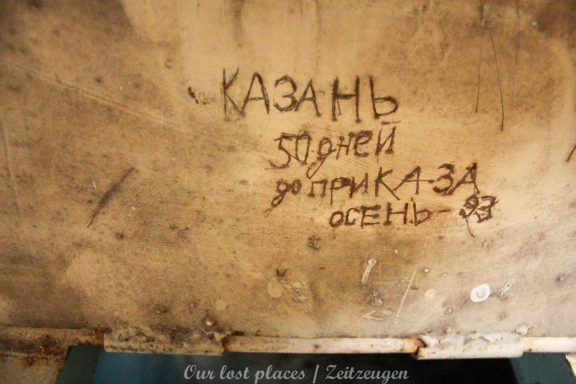 КАЗАНЬ
50 дней
до ПРИКАЗА
ОСЕНЬ-93
Our lost places | Zeitzeugen